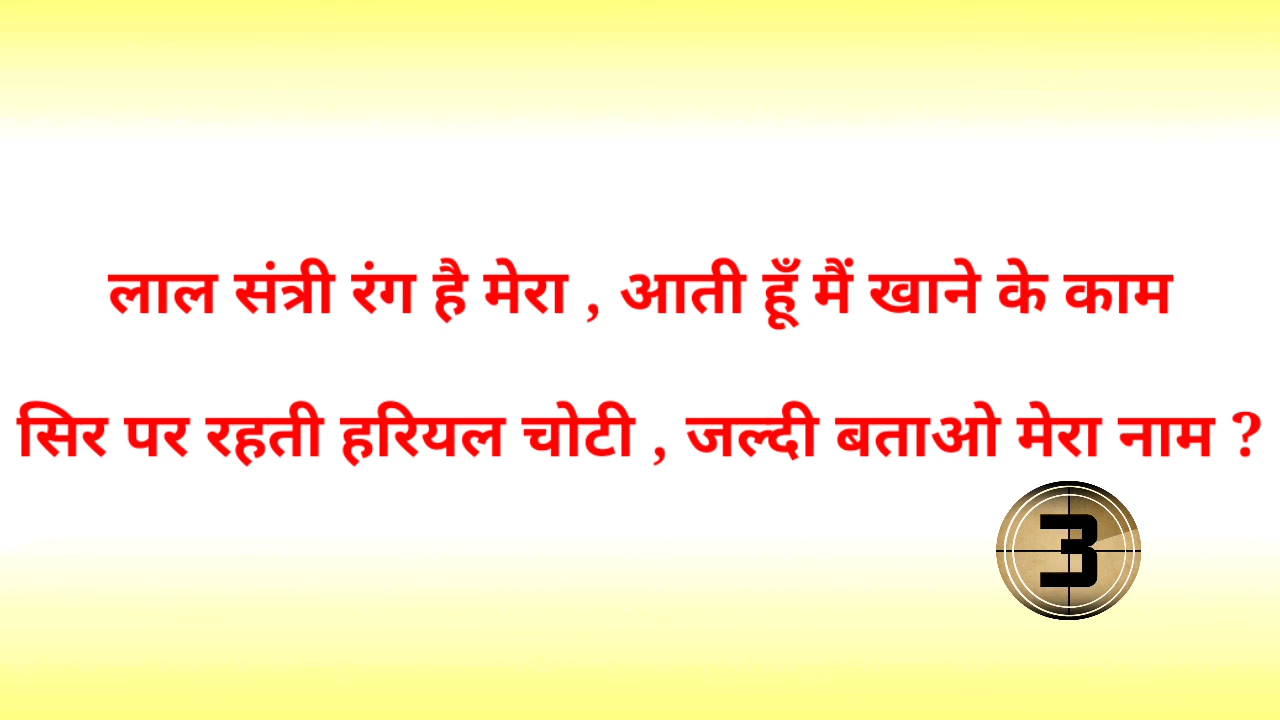 लाल संत्री रंग है मेरा , आती हूँ मैं खाने के काम
सिर पर रहती हरियल चोटी , जल्दी बताओ मेरा नाम ?
3